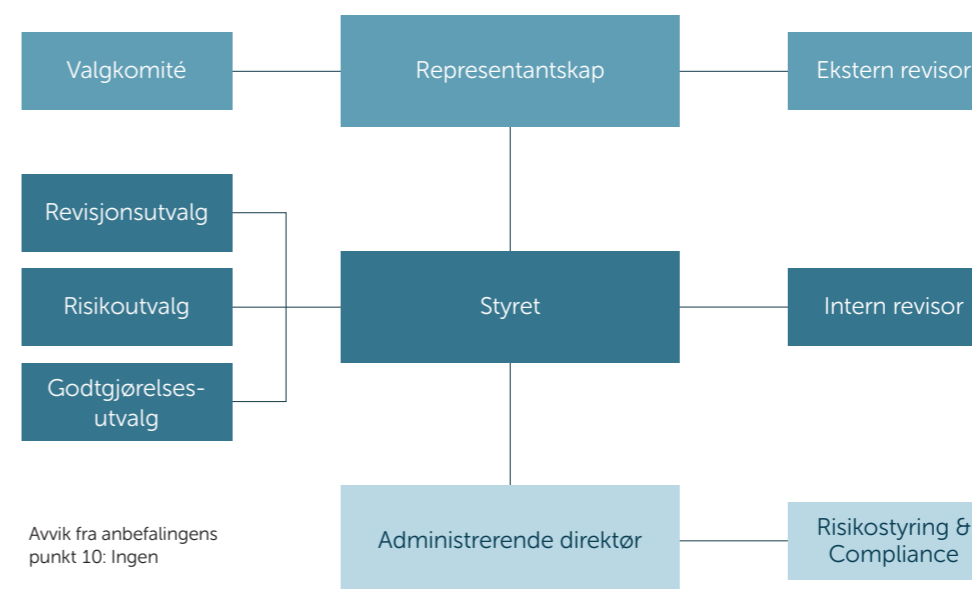 Valgkomité
Representantskap
Ekstern revisor
Revisjonsutvalg
Risikoutvalg
Styret
Intern revisor
Godtgjørelses-
utvalg
Avvik fra anbefalingens
punkt 10: Ingen
Administrerende direktør
Risikostyring &
Compliance